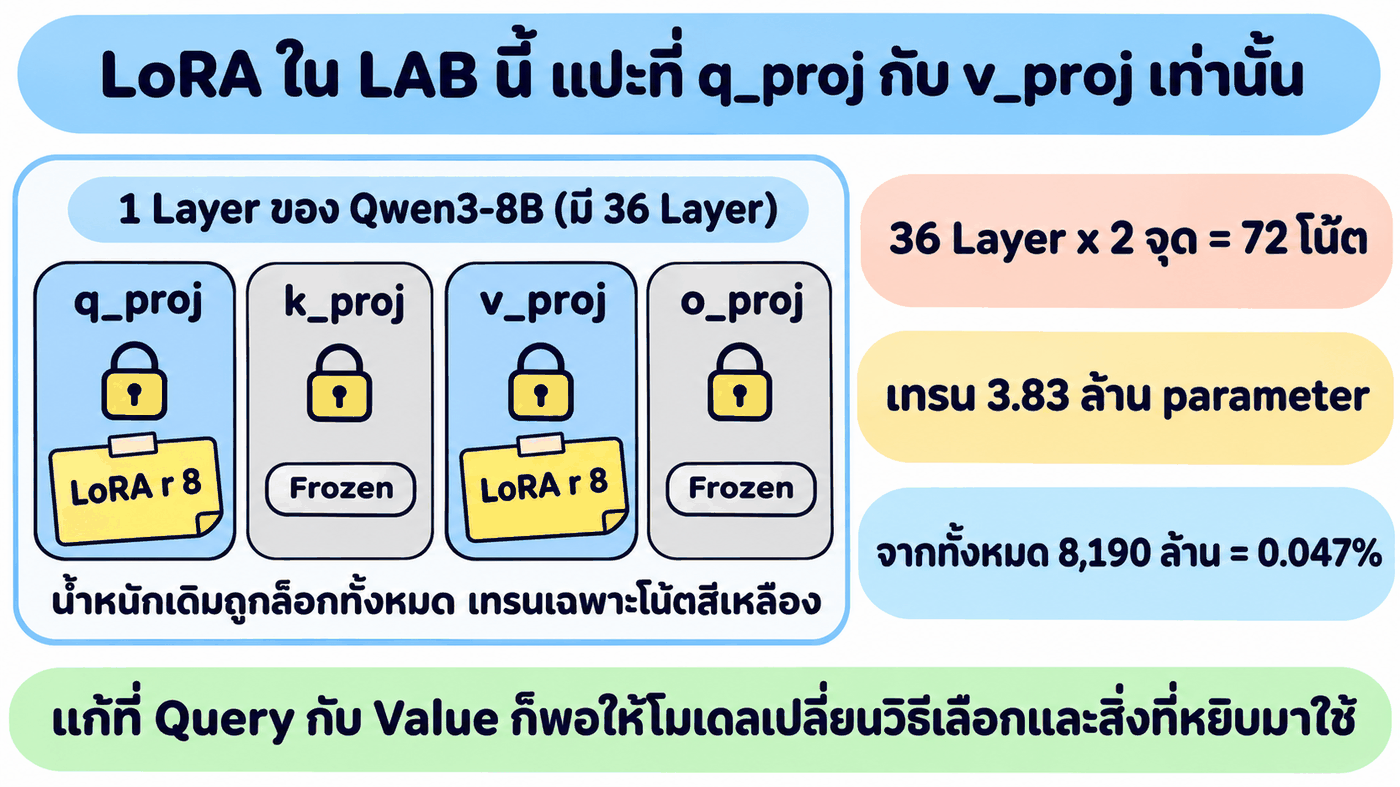 LoRA ใน LAB นี้ แปะที่ q_proj กับ v_proj เท่านั้น
1 Layer ของ Qwen3-8B (มี 36 Layer)
q_proj
k_proj
v_proj
o_proj
LoRA r 8
Frozen
LoRA r 8
Frozen
น้ำหนักเดิมถูกล็อกทั้งหมด เทรนเฉพาะโน้ตสีเหลือง
36 Layer x 2 จุด = 72 โน้ต
เทรน 3.83 ล้าน parameter
จากทั้งหมด 8,190 ล้าน = 0.047%
แก้ที่ Query กับ Value ก็พอให้โมเดลเปลี่ยนวิธีเลือกและสิ่งที่หยิบมาใช้